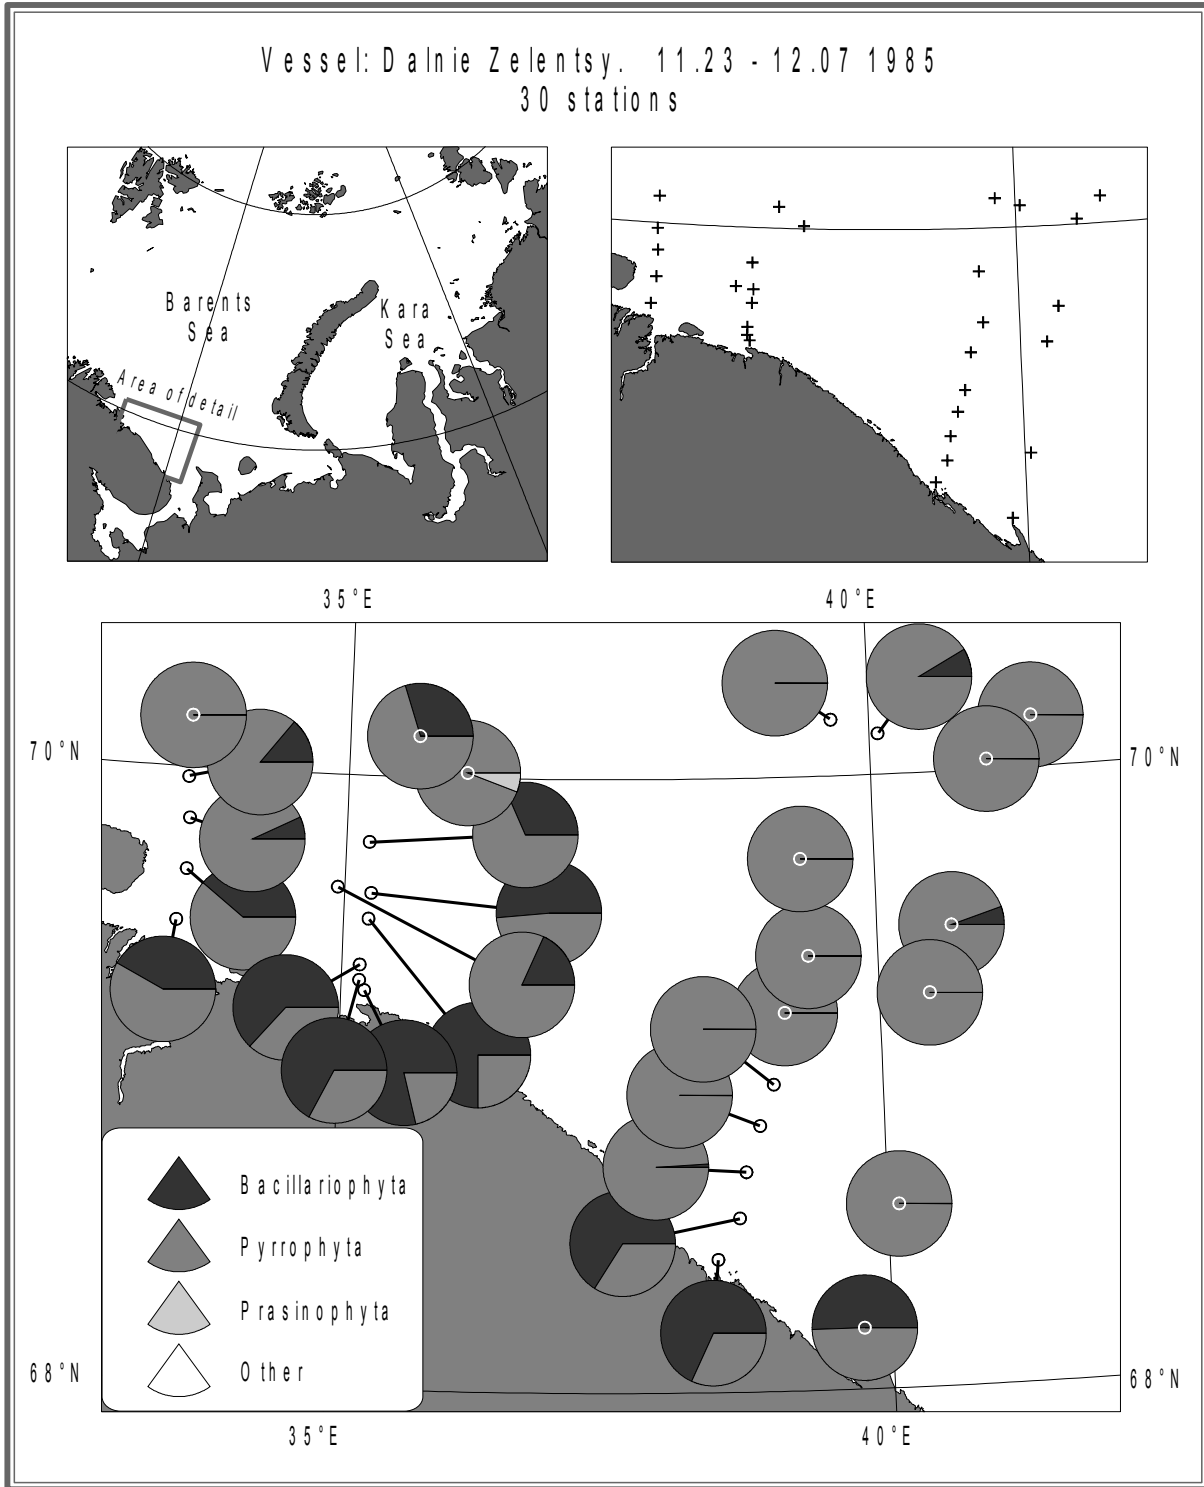 Vessel: Dalnie Zelentsy. 11.23 - 12.07 1985
30 stations
Barents
Sea
Kara
Sea
Area of detail
35°E
40°E
70°N
70°N
Bacillariophyta
Pyrrophyta
Prasinophyta
Other
68°N
68°N
35°E
40°E